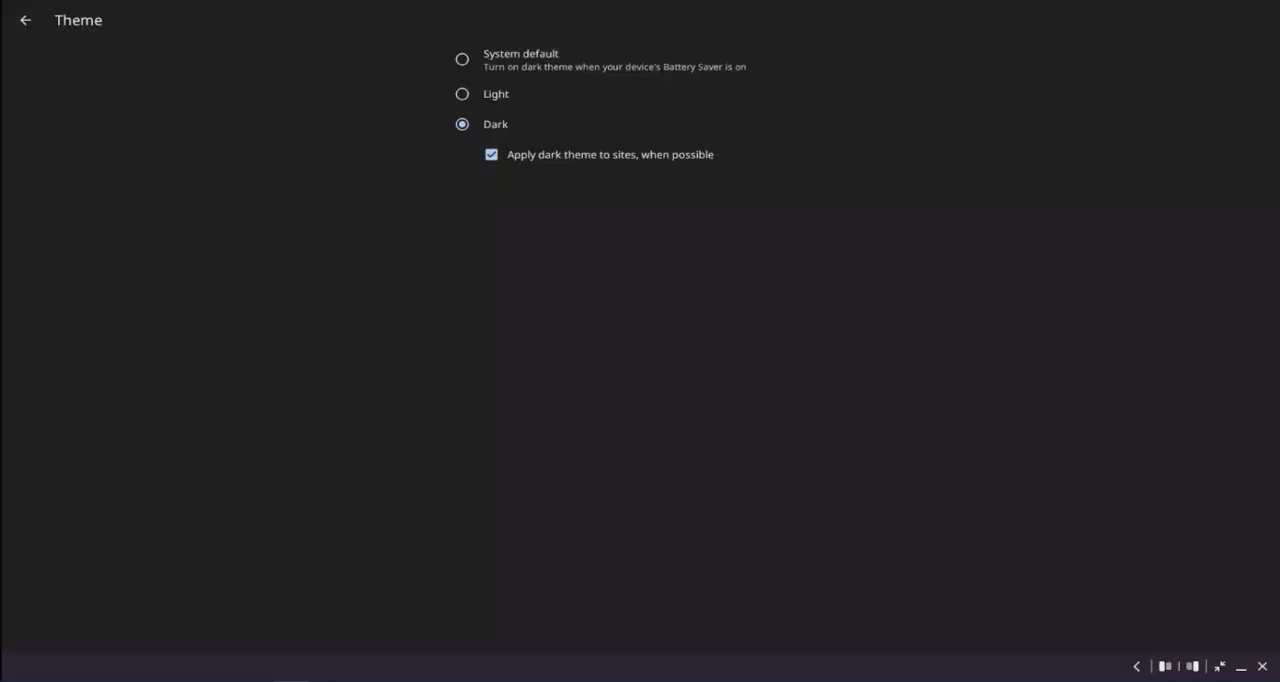 Theme
System default
Turn on dark theme when your device's Battery Saver is on
Light
Dark
Apply dark theme to sites, when possible